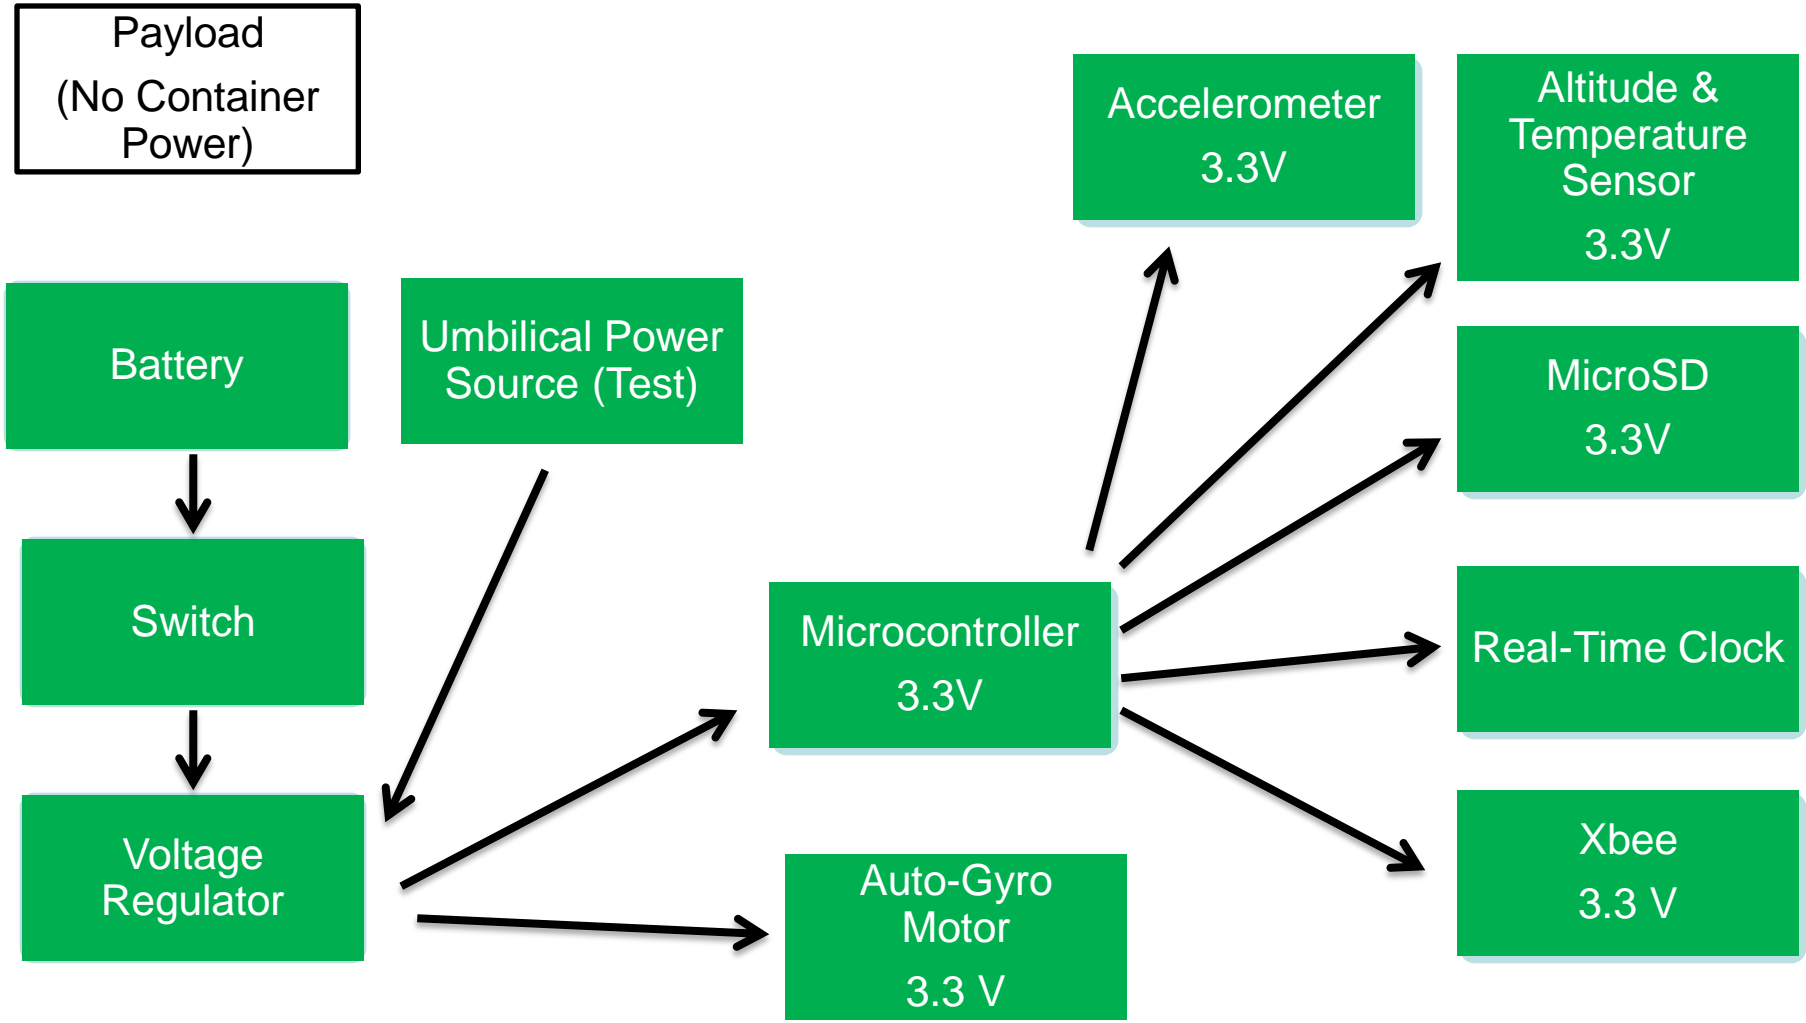 Payload
(No Container
Power)
Accelerometer
3.3V
Altitude &
Temperature
Sensor
3.3V
Battery
Umbilical Power
Source (Test)
MicroSD
3.3V
Switch
Microcontroller
3.3V
Real-Time Clock
Voltage
Regulator
Auto-Gyro
Motor
3.3 V
Xbee
3.3 V